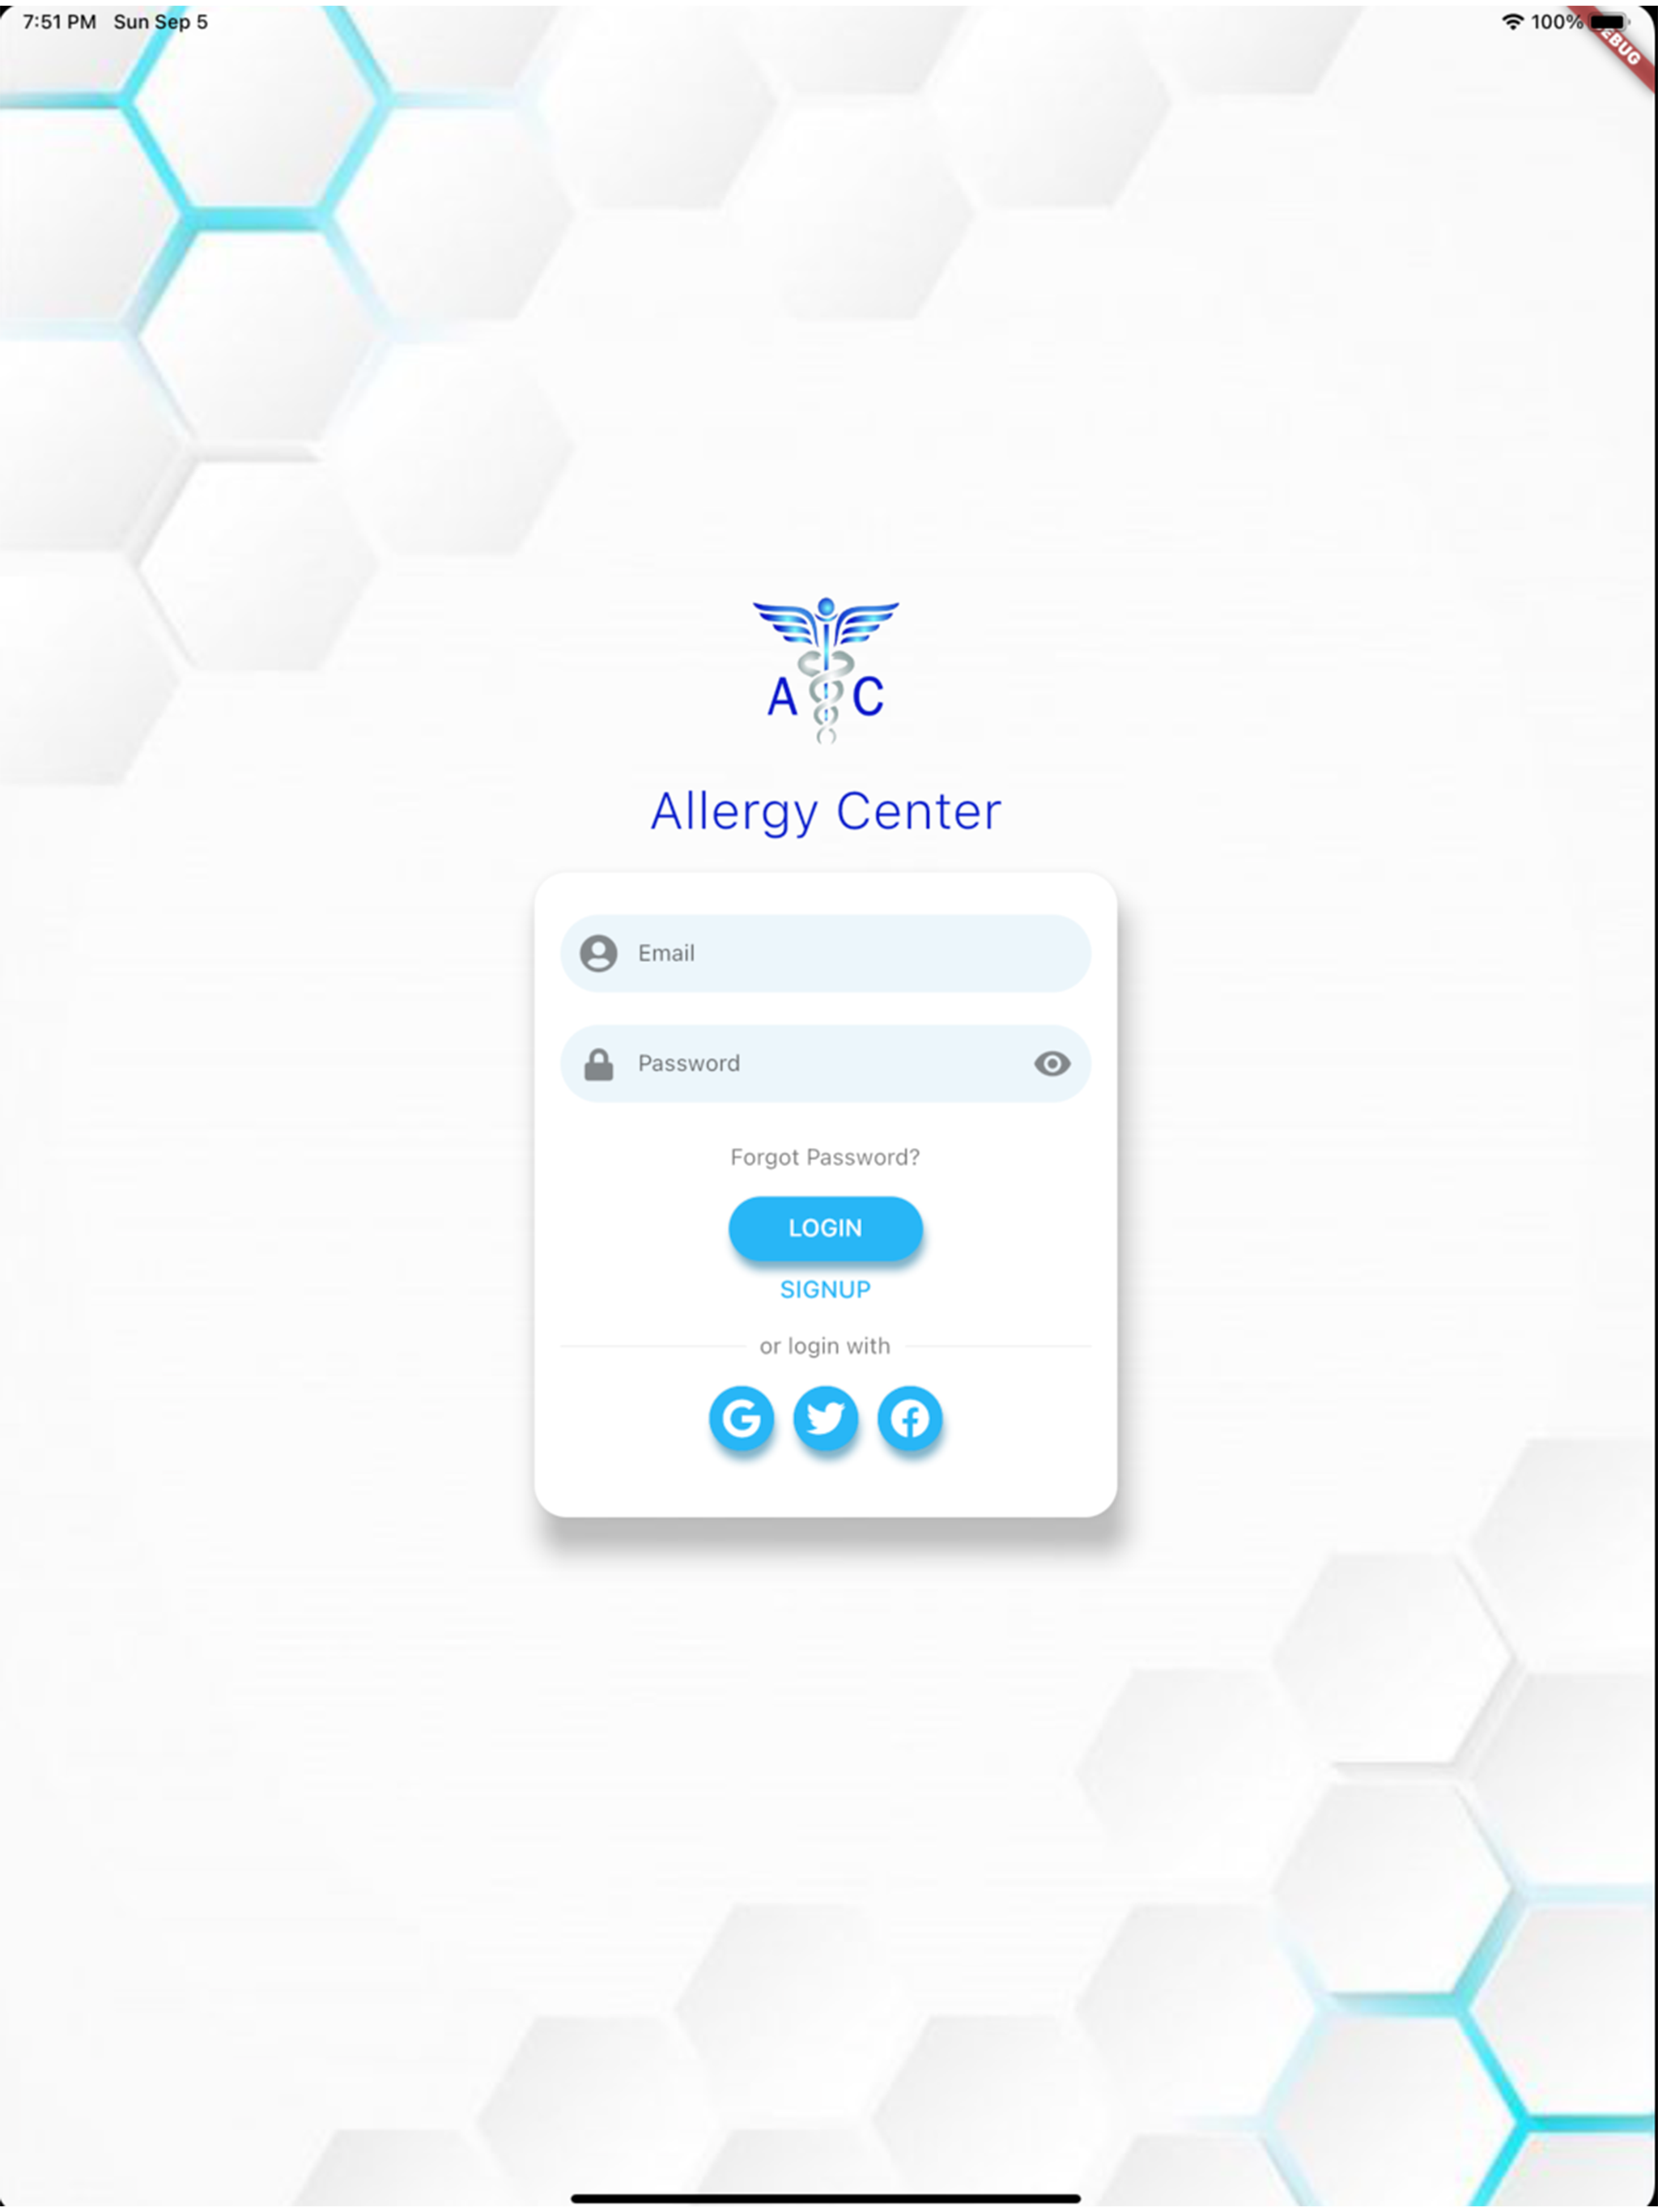 7:51 PM Sun Sep 5
100%
EBUG
A C
Allergy Center
Email
Password
Forgot Password?
LOGIN
SIGNUP
or login with
G